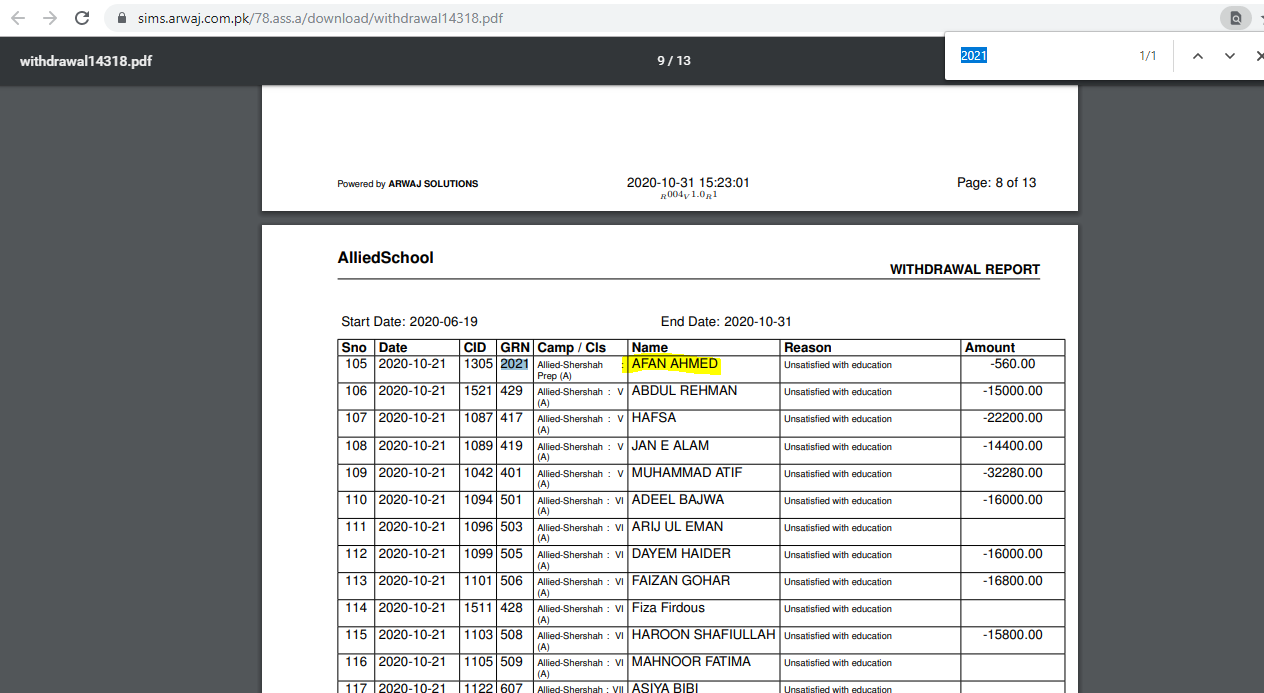 sims.arwaj.com.pk/78.ass.a/download/withdrawal14318.pdf
2021 1/1
withdrawal14318.pdf 9 / 13
Powered by ARWAJ SOLUTIONS 2020-10-31 15:23:01 Page: 8 of 13
R004V1.0R1
AlliedSchool
WITHDRAWAL REPORT
Start Date: 2020-06-19 End Date: 2020-10-31
Sno Date CID GRN Camp / Cls Name Reason Amount
105 2020-10-21 1305 2021 Allied-Shershah : AFAN AHMED Unsatisfied with education -560.00
Prep (A)
106 2020-10-21 1521 429 Allied-Shershah : V ABDUL REHMAN Unsatisfied with education -15000.00
(A)
107 2020-10-21 1087 417 Allied-Shershah : V HAFSA Unsatisfied with education -22200.00
(A)
108 2020-10-21 1089 419 Allied-Shershah : V JAN E ALAM Unsatisfied with education -14400.00
(A)
109 2020-10-21 1042 401 Allied-Shershah : V MUHAMMAD ATIF Unsatisfied with education -32280.00
(A)
110 2020-10-21 1094 501 Allied-Shershah : VI ADEEL BAJWA Unsatisfied with education -16000.00
(A)
111 2020-10-21 1096 503 Allied-Shershah : VI ARIJ UL EMAN Unsatisfied with education
(A)
112 2020-10-21 1099 505 Allied-Shershah : VI DAYEM HAIDER Unsatisfied with education -16000.00
(A)
113 2020-10-21 1101 506 Allied-Shershah : VI FAIZAN GOHAR Unsatisfied with education -16800.00
(A)
114 2020-10-21 1511 428 Allied-Shershah : VI Fiza Firdous Unsatisfied with education
(A)
115 2020-10-21 1103 508 Allied-Shershah : VI HAROON SHAFIULLAH Unsatisfied with education -15800.00
(A)
116 2020-10-21 1105 509 Allied-Shershah : VI MAHNOOR FATIMA Unsatisfied with education
(A)
117 2020-10-21 1122 607 Allied-Shershah : VII ASIYA BIBI Unsatisfied with education